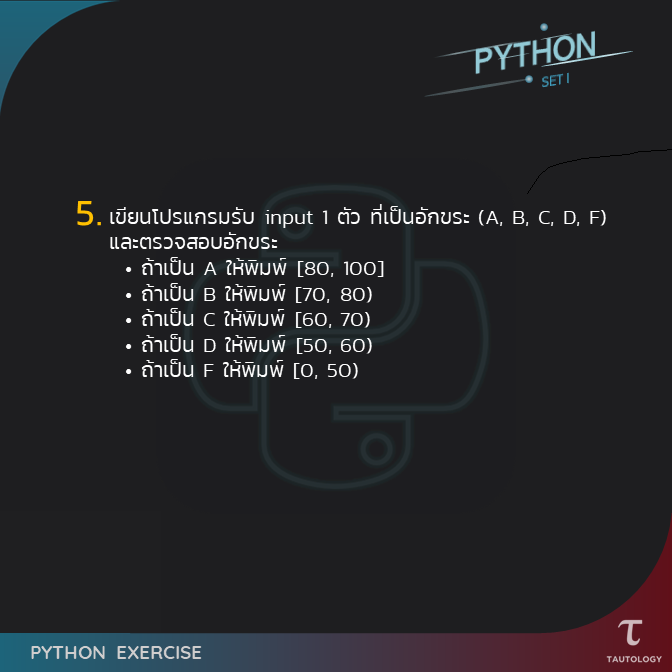 PYTHON
SET I
5. เขียนโปรแกรมรับ input 1 ตัว ที่เป็นอักขระ (A, B, C, D, F)
และตรวจสอบอักขระ
• ถ้าเป็น A ให้พิมพ์ [80, 100]
• ถ้าเป็น B ให้พิมพ์ [70, 80)
• ถ้าเป็น C ให้พิมพ์ [60, 70)
• ถ้าเป็น D ให้พิมพ์ [50, 60)
• ถ้าเป็น F ให้พิมพ์ [0, 50)
PYTHON EXERCISE
TAUTOLOGY